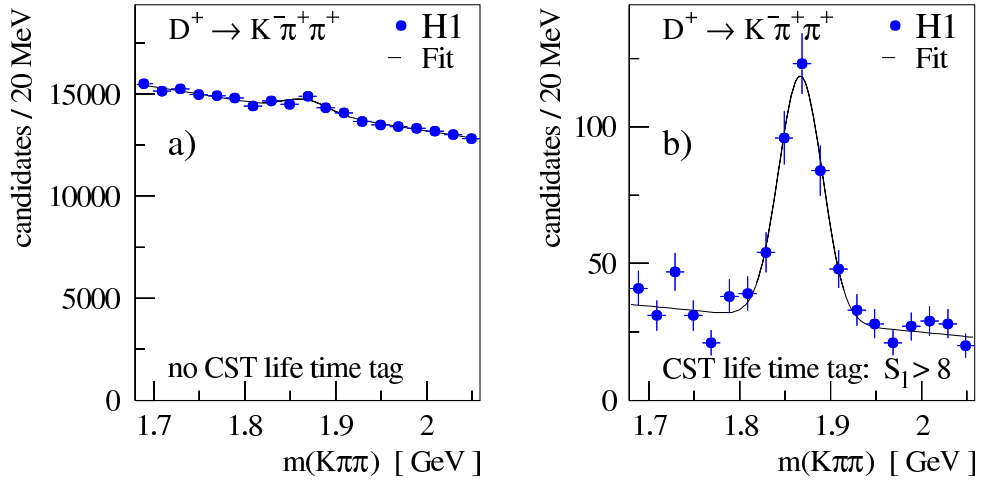 D⁺ → K⁻π⁺π⁺
H1
Fit
a)
no CST life time tag
candidates / 20 MeV
15000
10000
5000
0
1.7 1.8 1.9 2
m(Kππ) [ GeV ]
D⁺ → K⁻π⁺π⁺
H1
Fit
b)
CST life time tag: S₁> 8
candidates / 20 MeV
100
50
0
1.7 1.8 1.9 2
m(Kππ) [ GeV ]